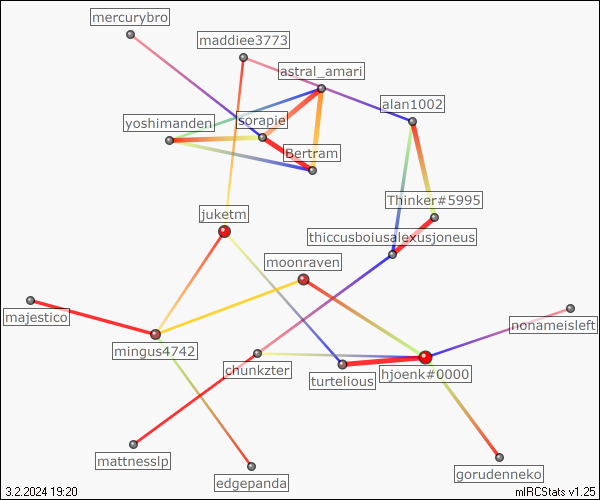 mercurybro
maddiee3773
astral_amari
alan1002
yoshimanden
sorapie
Bertram
Thinker#5995
juketm
thiccusboiusalexusjoneus
moonraven
majestico
nonameisleft
mingus4742
chunkzter
turtelious
hjoenk#0000
mattnesslp
edgepanda
gorudenneko
3.2.2024 19:20
mIRCStats v1.25